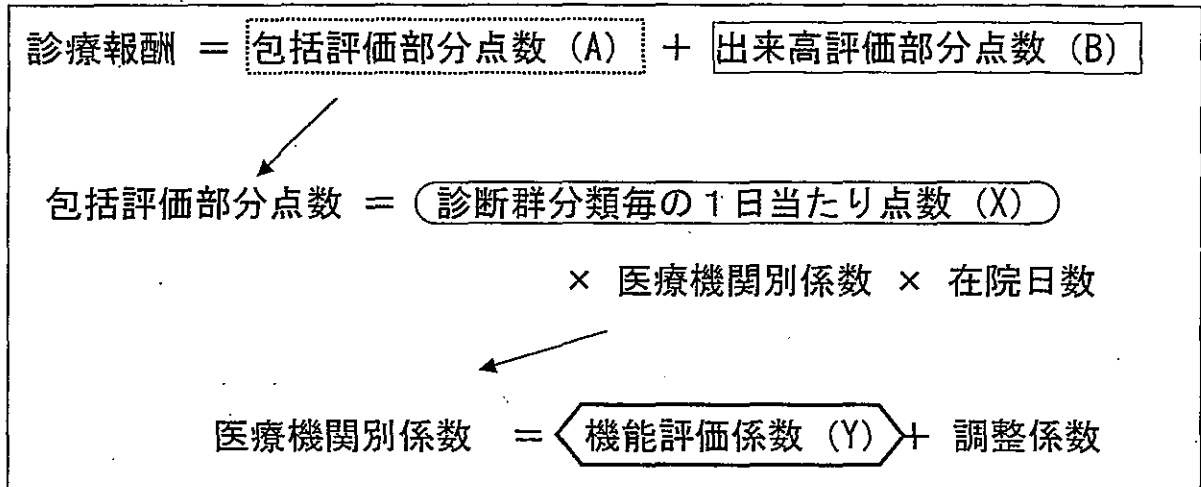 診療報酬 = 包括評価部分点数 (A) + 出来高評価部分点数 (B)
包括評価部分点数 = 診断群分類毎の1日当たり点数 (X)
× 医療機関別係数 × 在院日数
医療機関別係数 = 機能評価係数 (Y) + 調整係数